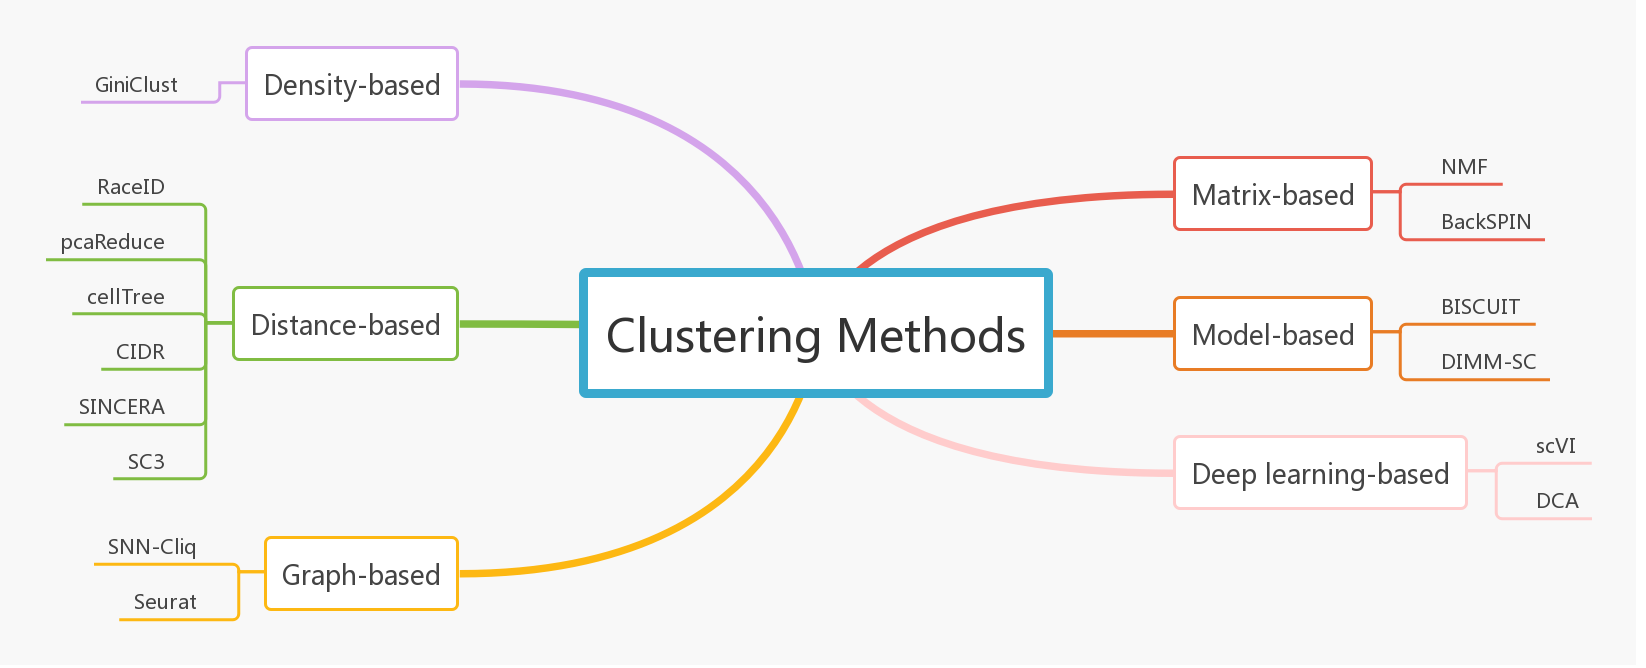 Clustering Methods
Density-based
GiniClust
Distance-based
RaceID
pcaReduce
cellTree
CIDR
SINCERA
SC3
Graph-based
SNN-Cliq
Seurat
Matrix-based
NMF
BackSPIN
Model-based
BISCUIT
DIMM-SC
Deep learning-based
scVI
DCA